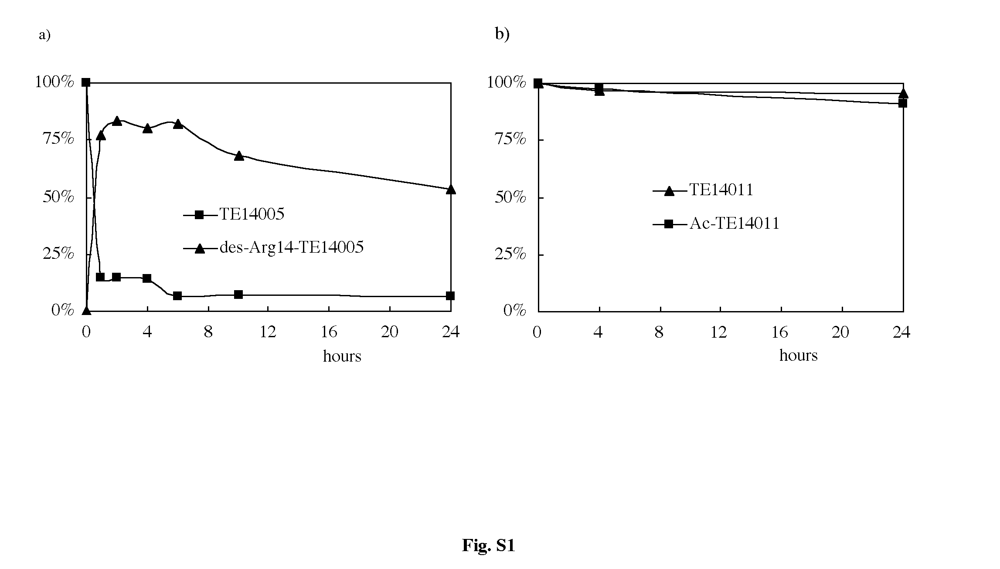 a)
100%
75%
50%
25%
0%
TE14005
des-Arg14-TE14005
0 4 8 12 16 20 24
hours
b)
100%
75%
50%
25%
0%
TE14011
Ac-TE14011
0 4 8 12 16 20 24
hours
Fig. S1